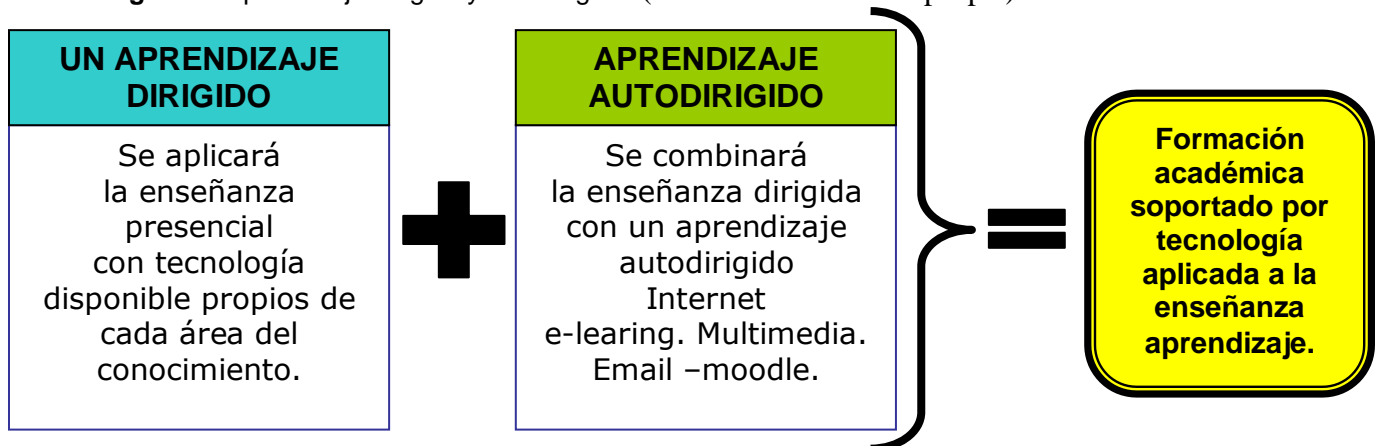 UN APRENDIZAJE
DIRIGIDO
Se aplicará
la enseñanza
presencial
con tecnología
disponible propios de
cada área del
conocimiento.
APRENDIZAJE
AUTODIRIGIDO
Se combinará
la enseñanza dirigida
con un aprendizaje
autodirigido
Internet
e-learing. Multimedia.
Email –moodle.
Formación
académica
soportado por
tecnología
aplicada a la
enseñanza
aprendizaje.